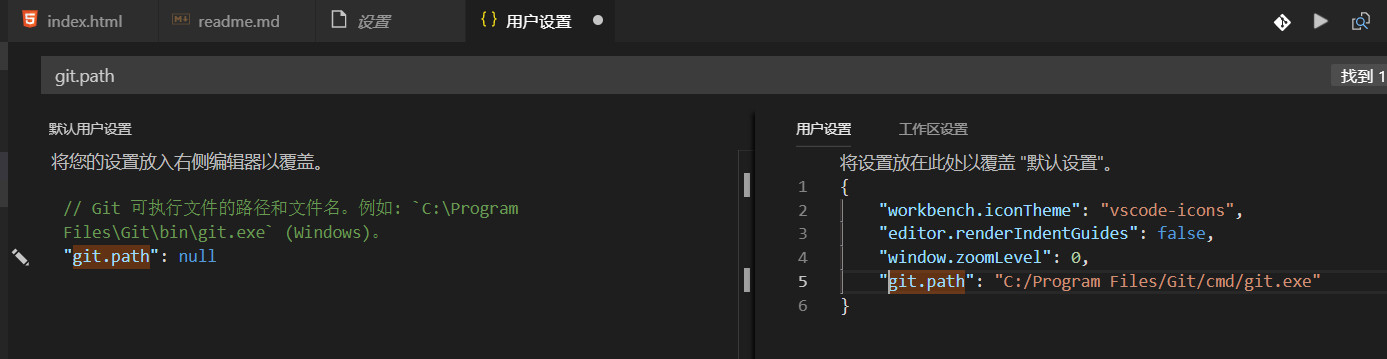 index.html readme.md 设置 { } 用户设置
git.path 找到 1
默认用户设置
将您的设置放入右侧编辑器以覆盖。
// Git 可执行文件的路径和文件名。例如: `C:\Program
Files\Git\bin\git.exe` (Windows)。
"git.path": null
用户设置 工作区设置
将设置放在此处以覆盖 "默认设置"。
1 {
2 "workbench.iconTheme": "vscode-icons",
3 "editor.renderIndentGuides": false,
4 "window.zoomLevel": 0,
5 "git.path": "C:/Program Files/Git/cmd/git.exe"
6 }